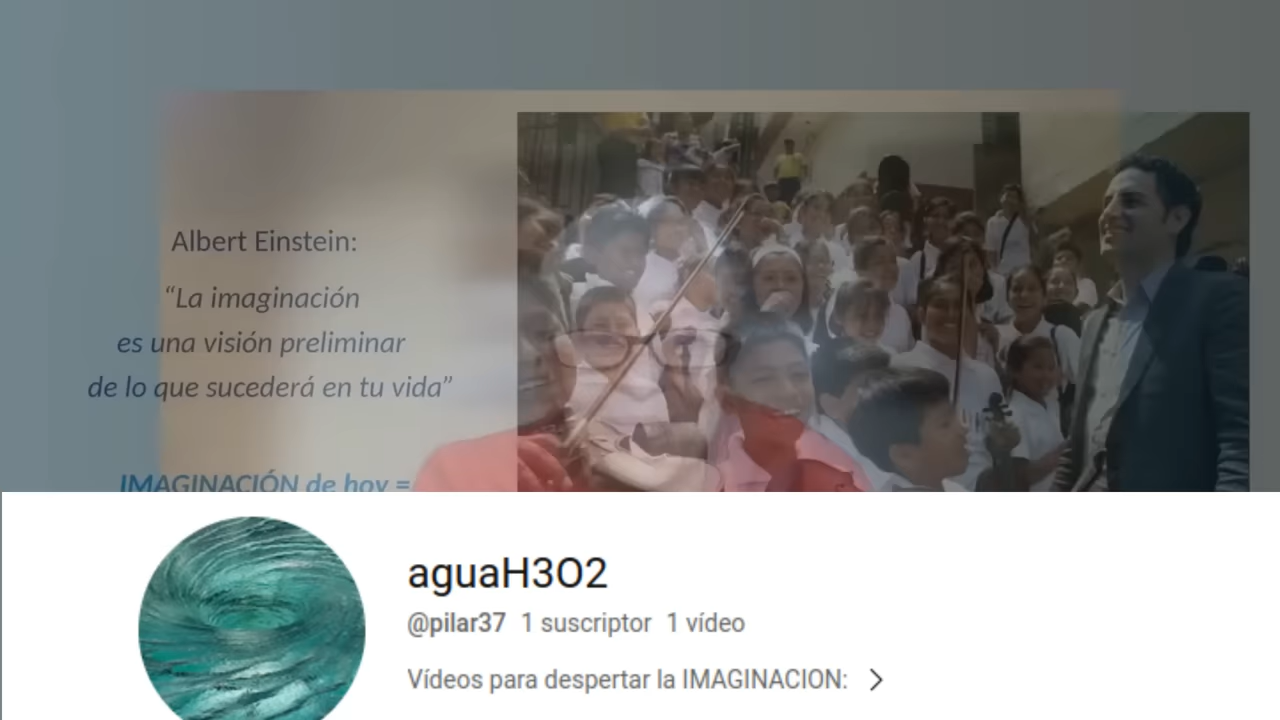 Albert Einstein:
“La imaginación
es una visión preliminar
de lo que sucederá en tu vida”
IMAGINACIÓN de hoy =
aguaH3O2
@pilar37 1 suscriptor 1 vídeo
Vídeos para despertar la IMAGINACION: